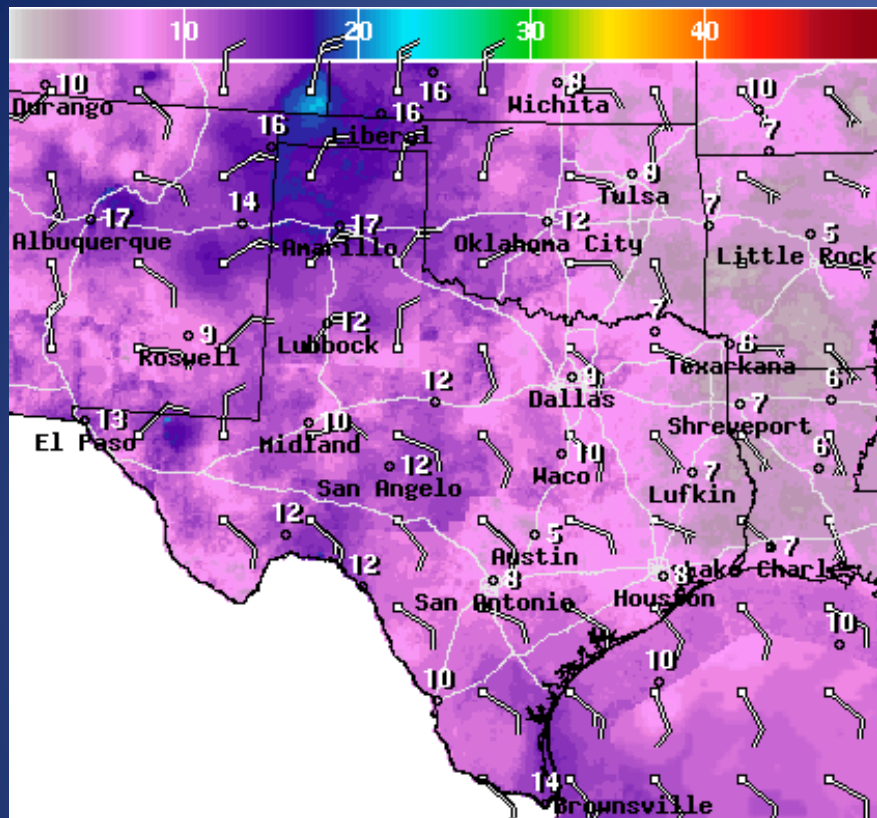 10 20 30 40
10 16 8 10
Durango Wichita
16 16
Liberal 7
14 8
Tulsa
17 17 12 7 5
Albuquerque Amarillo Oklahoma City Little Rock
9 12 7 6
Roswell Lubbock Texarkana
12 9 7 6
Dallas
13 10 Shreveport
El Paso Midland
12 10 7 6
San Angelo Waco Lufkin
12 5 7
Austin Lake Charles
12 8 8
San Antonio Houston
10
10 10
14
Brownsville